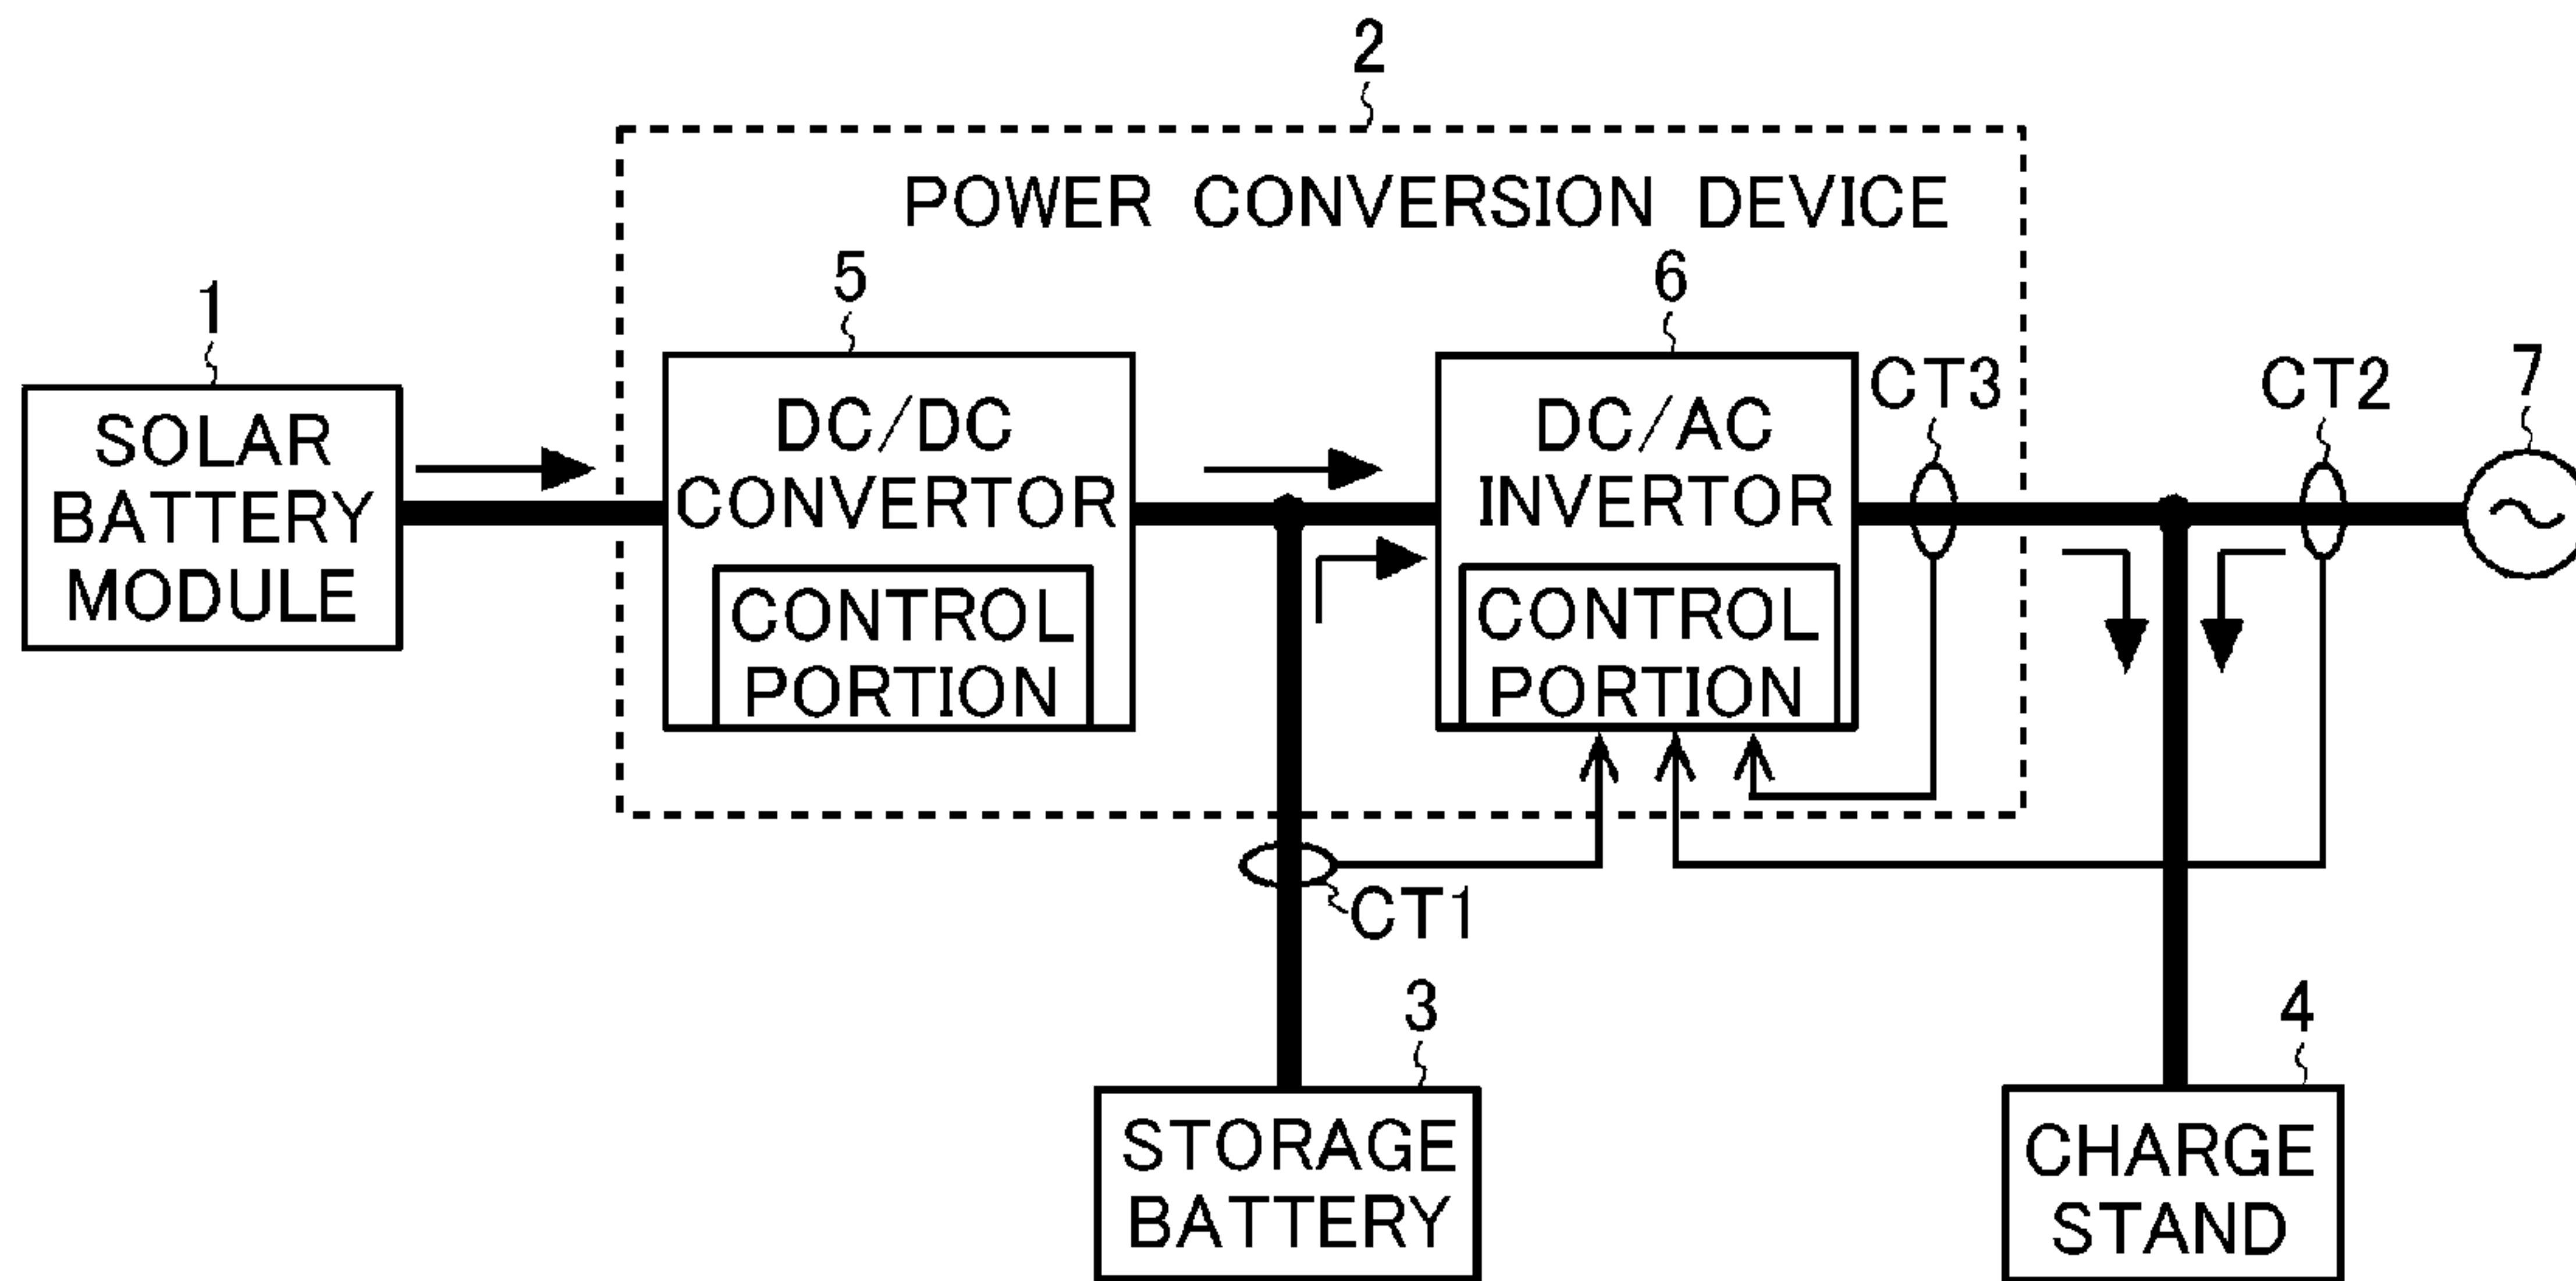 2
POWER CONVERSION DEVICE
1
5
6
CT3
CT2
7
SOLAR
BATTERY
MODULE
DC/DC
CONVERTOR
CONTROL
PORTION
DC/AC
INVERTOR
CONTROL
PORTION
CT1
3
4
STORAGE
BATTERY
CHARGE
STAND